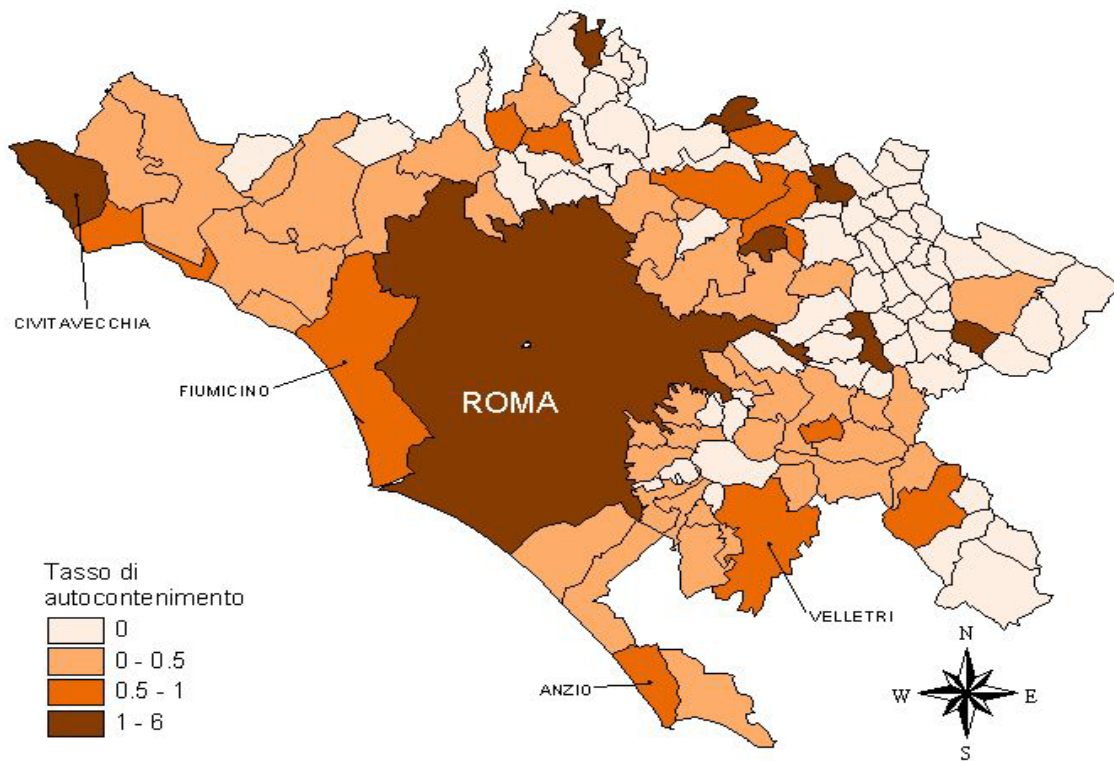 CIVITAVECCHIA
FIUMICINO
ROMA
Tasso di
autocontenimento
0
0 - 0.5
0.5 - 1
1 - 6
VELLETRI
ANZIO
N
W E
S